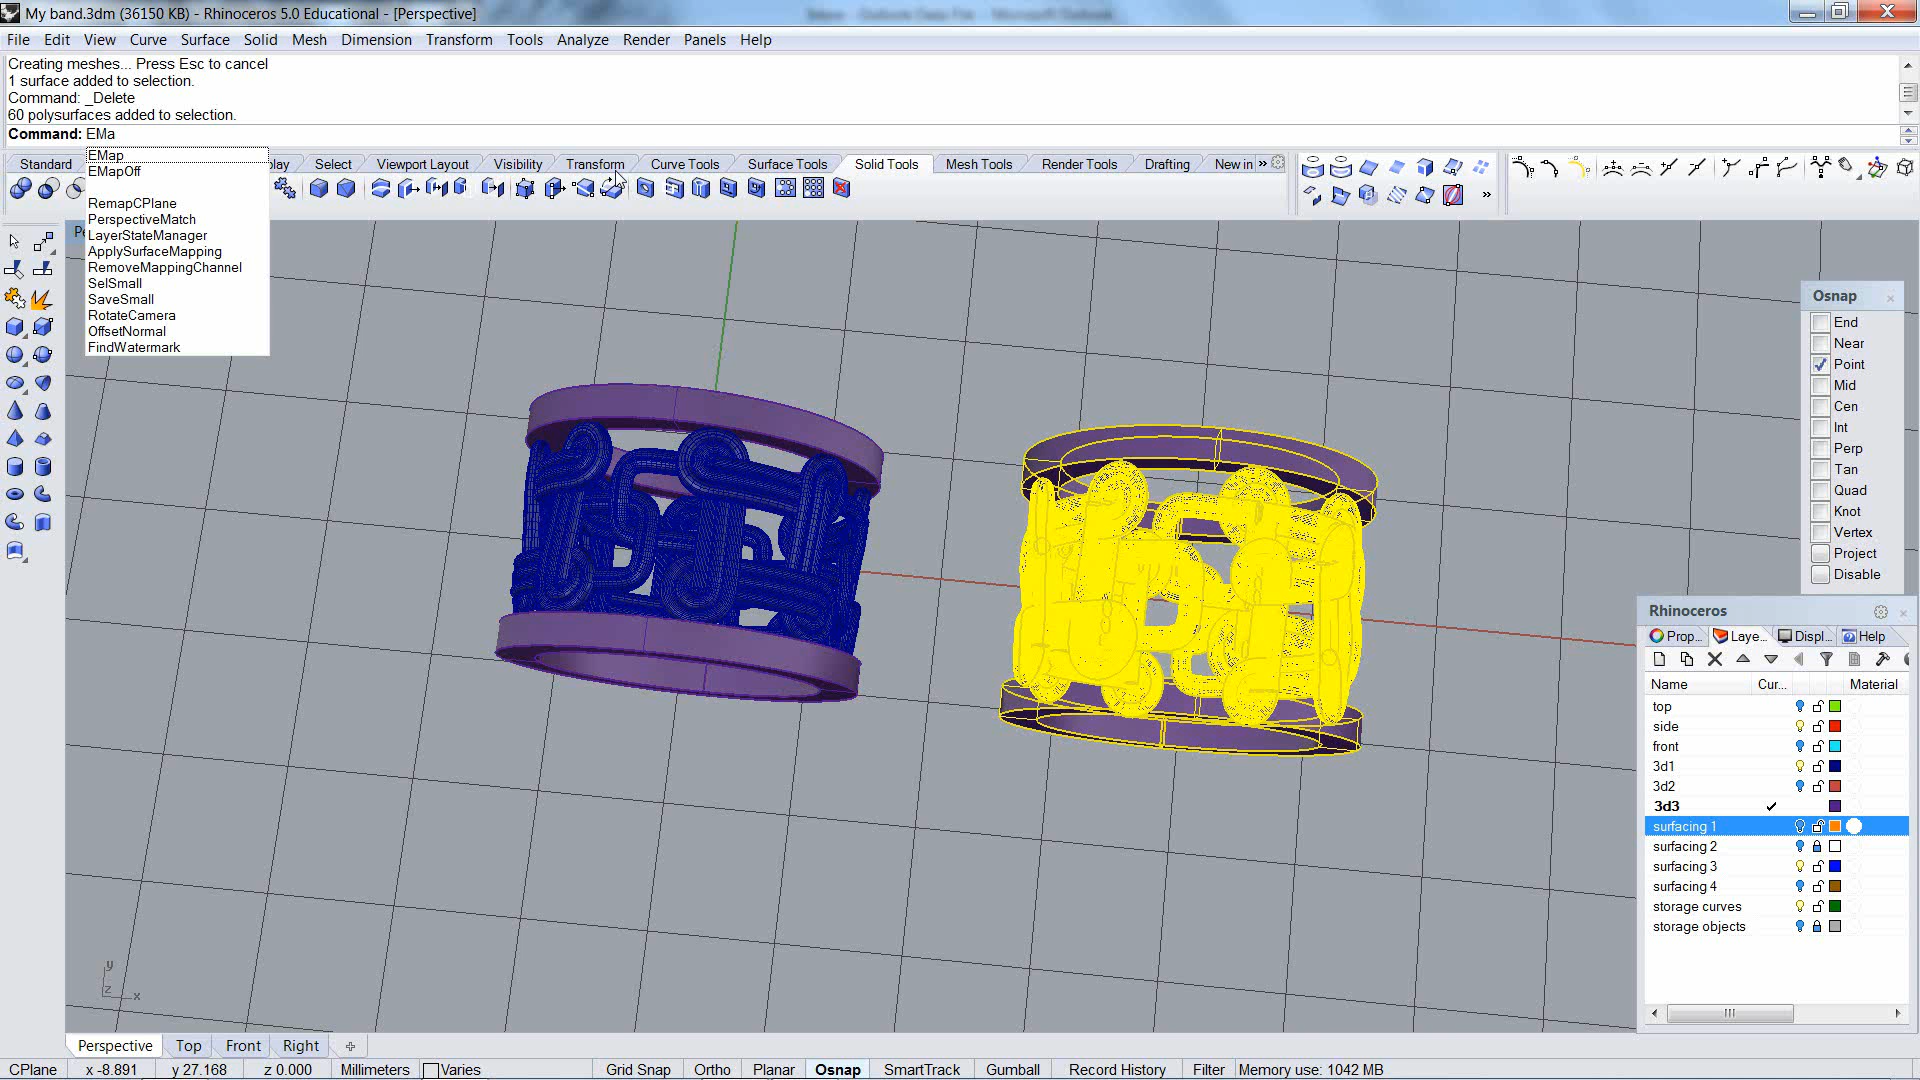 My band.3dm (36150 KB) - Rhinoceros 5.0 Educational - [Perspective]
File Edit View Curve Surface Solid Mesh Dimension Transform Tools Analyze Render Panels Help
Creating meshes... Press Esc to cancel
1 surface added to selection.
Command: _Delete
60 polysurfaces added to selection.
Command: EMa
EMap
EMapOff
RemapCPlane
PerspectiveMatch
LayerStateManager
ApplySurfaceMapping
RemoveMappingChannel
SelSmall
SaveSmall
RotateCamera
OffsetNormal
FindWatermark
Standard Select Viewport Layout Visibility Transform Curve Tools Surface Tools Solid Tools Mesh Tools Render Tools Drafting New in »
»
Osnap
End
Near
Point
Mid
Cen
Int
Perp
Tan
Quad
Knot
Vertex
Project
Disable
Rhinoceros
Prop... Laye... Displ... Help
Name Cur... Material
top
side
front
3d1
3d2
3d3
surfacing 1
surfacing 2
surfacing 3
surfacing 4
storage curves
storage objects
y
z x
Perspective Top Front Right
CPlane x -8.891 y 27.168 z 0.000 Millimeters Varies Grid Snap Ortho Planar Osnap SmartTrack Gumball Record History Filter Memory use: 1042 MB